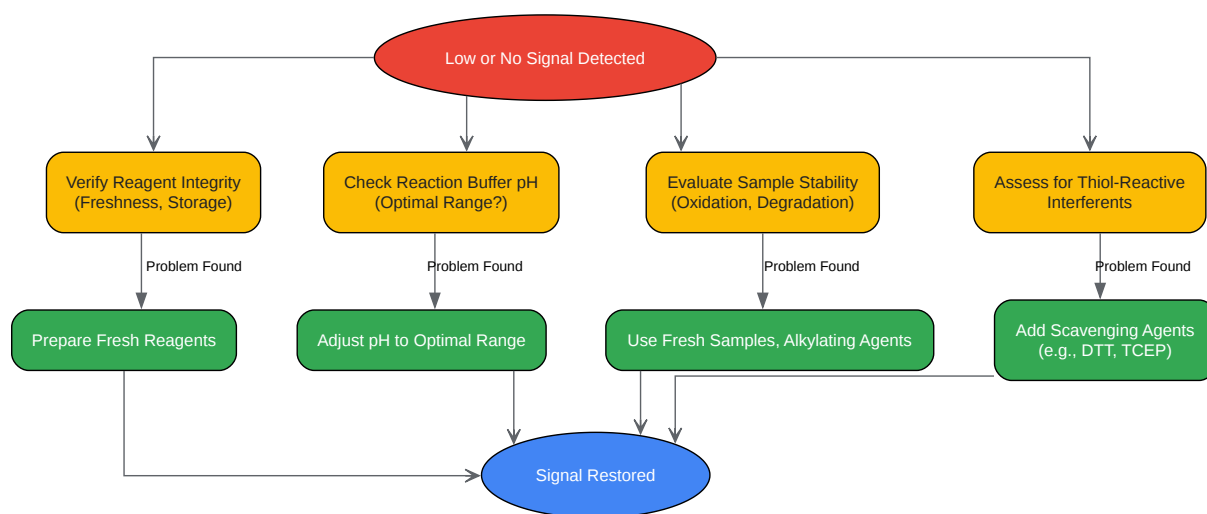 Low or No Signal Detected
Verify Reagent Integrity
(Freshness, Storage)
Check Reaction Buffer pH
(Optimal Range?)
Evaluate Sample Stability
(Oxidation, Degradation)
Assess for Thiol-Reactive
Interferents
Problem Found
Problem Found
Problem Found
Problem Found
Prepare Fresh Reagents
Adjust pH to Optimal Range
Use Fresh Samples, Alkylating Agents
Add Scavenging Agents
(e.g., DTT, TCEP)
Signal Restored